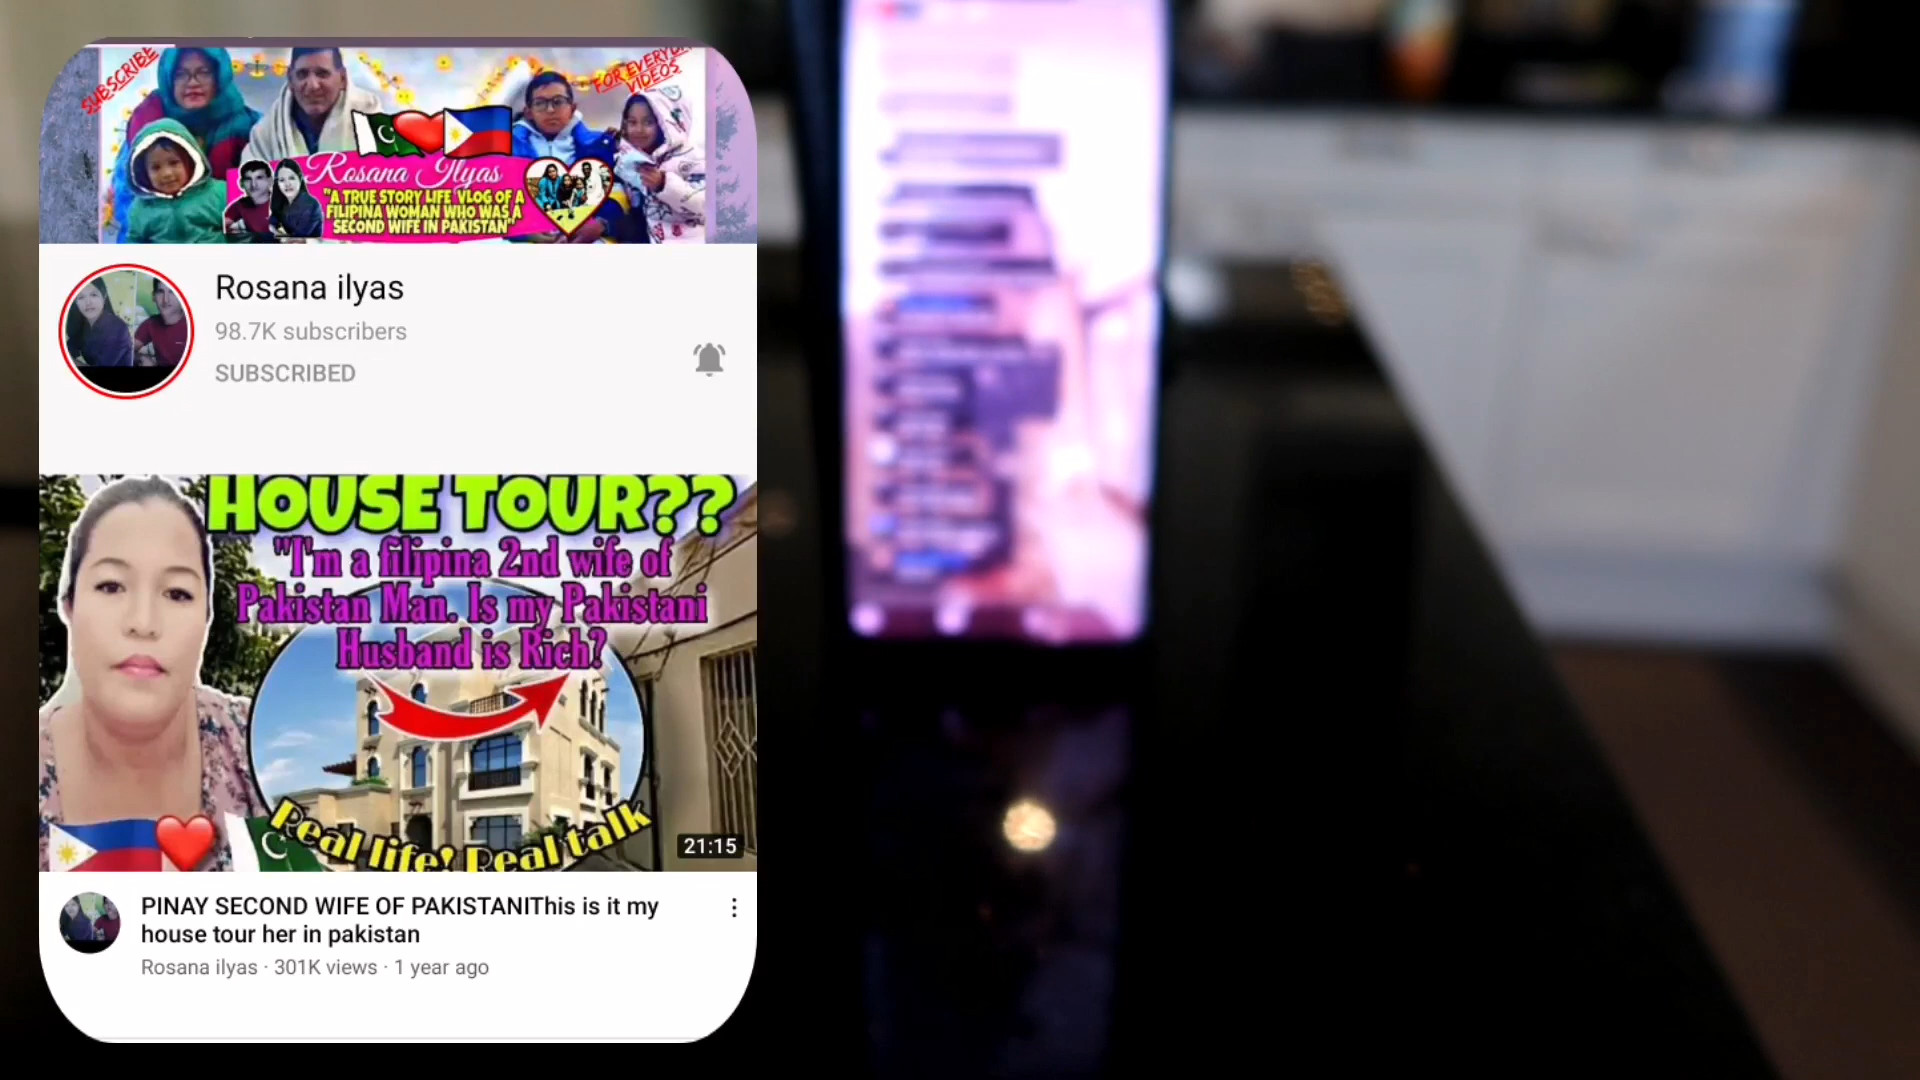 SUBSCRIBE
FOR EVERYDAY
VIDEOS
Rosana Ilyas
"A TRUE STORY LIFE VLOG OF A
FILIPINA WOMAN WHO WAS A
SECOND WIFE IN PAKISTAN"
Rosana ilyas
98.7K subscribers
SUBSCRIBED
HOUSE TOUR??
"I'm a filipina 2nd wife of
Pakistan Man. Is my Pakistani
Husband is Rich?
Real life! Real talk
21:15
PINAY SECOND WIFE OF PAKISTANIThis is it my
house tour her in pakistan
Rosana ilyas · 301K views · 1 year ago